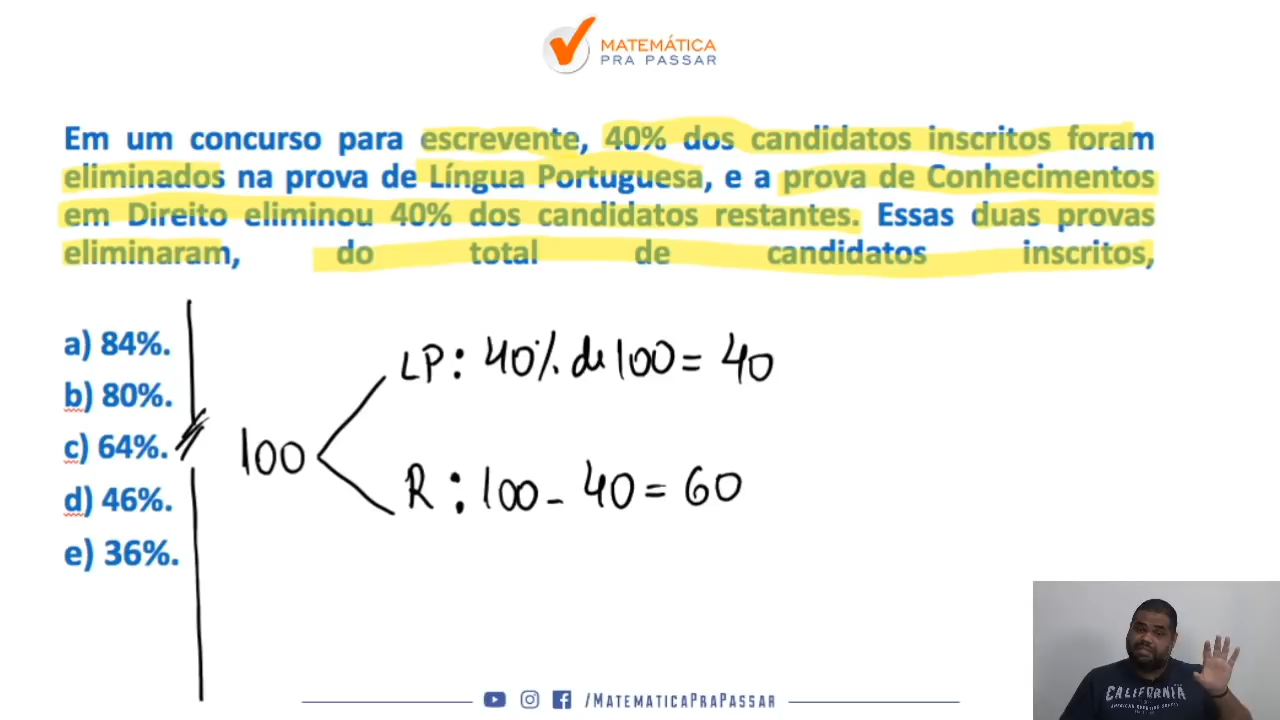 MATEMÁTICA
PRA PASSAR
Em um concurso para escrevente, 40% dos candidatos inscritos foram
eliminados na prova de Língua Portuguesa, e a prova de Conhecimentos
em Direito eliminou 40% dos candidatos restantes. Essas duas provas
eliminaram, do total de candidatos inscritos,
a) 84%.
b) 80%.
c) 64%.
d) 46%.
e) 36%.
LP: 40% de 100 = 40
100
R: 100 - 40 = 60
CALIFORNIA
/MATEMATICAPRAPASSAR